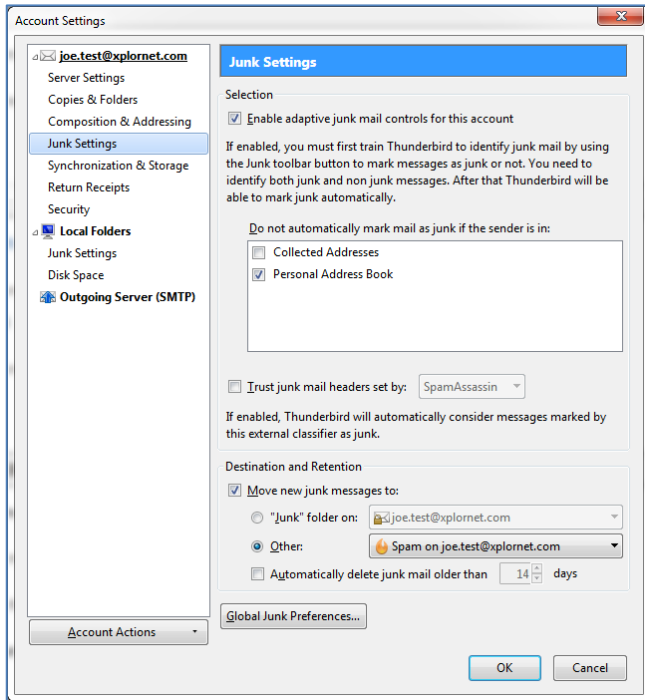 Account Settings
joe.test@xplornet.com
Server Settings
Copies & Folders
Composition & Addressing
Junk Settings
Synchronization & Storage
Return Receipts
Security
Local Folders
Junk Settings
Disk Space
Outgoing Server (SMTP)
Account Actions
Junk Settings
Selection
Enable adaptive junk mail controls for this account
If enabled, you must first train Thunderbird to identify junk mail by using
the Junk toolbar button to mark messages as junk or not. You need to
identify both junk and non junk messages. After that Thunderbird will be
able to mark junk automatically.
Do not automatically mark mail as junk if the sender is in:
Collected Addresses
Personal Address Book
Trust junk mail headers set by: SpamAssassin
If enabled, Thunderbird will automatically consider messages marked by
this external classifier as junk.
Destination and Retention
Move new junk messages to:
"Junk" folder on: joe.test@xplornet.com
Other: Spam on joe.test@xplornet.com
Automatically delete junk mail older than 14 days
Global Junk Preferences...
OK Cancel